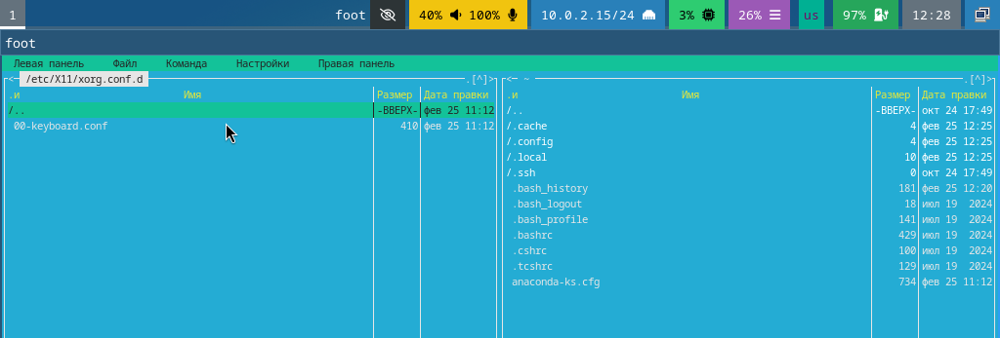 1 foot 40% 100% 10.0.2.15/24 3% 26% us 97% 12:28
foot
Левая панель Файл Команда Настройки Правая панель
<─ /etc/X11/xorg.conf.d .[^]> <─ ~ .[^]>
.и Имя Размер Дата правки .и Имя Размер Дата правки
/.. -ВВЕРХ- фев 25 11:12 /.. -ВВЕРХ- окт 24 17:49
00-keyboard.conf 410 фев 25 11:12 /.cache 4 фев 25 12:25
/.config 4 фев 25 12:25
/.local 10 фев 25 12:25
/.ssh 0 окт 24 17:49
.bash_history 181 фев 25 12:20
.bash_logout 18 июл 19 2024
.bash_profile 141 июл 19 2024
.bashrc 429 июл 19 2024
.cshrc 100 июл 19 2024
.tcshrc 129 июл 19 2024
anaconda-ks.cfg 734 фев 25 11:12